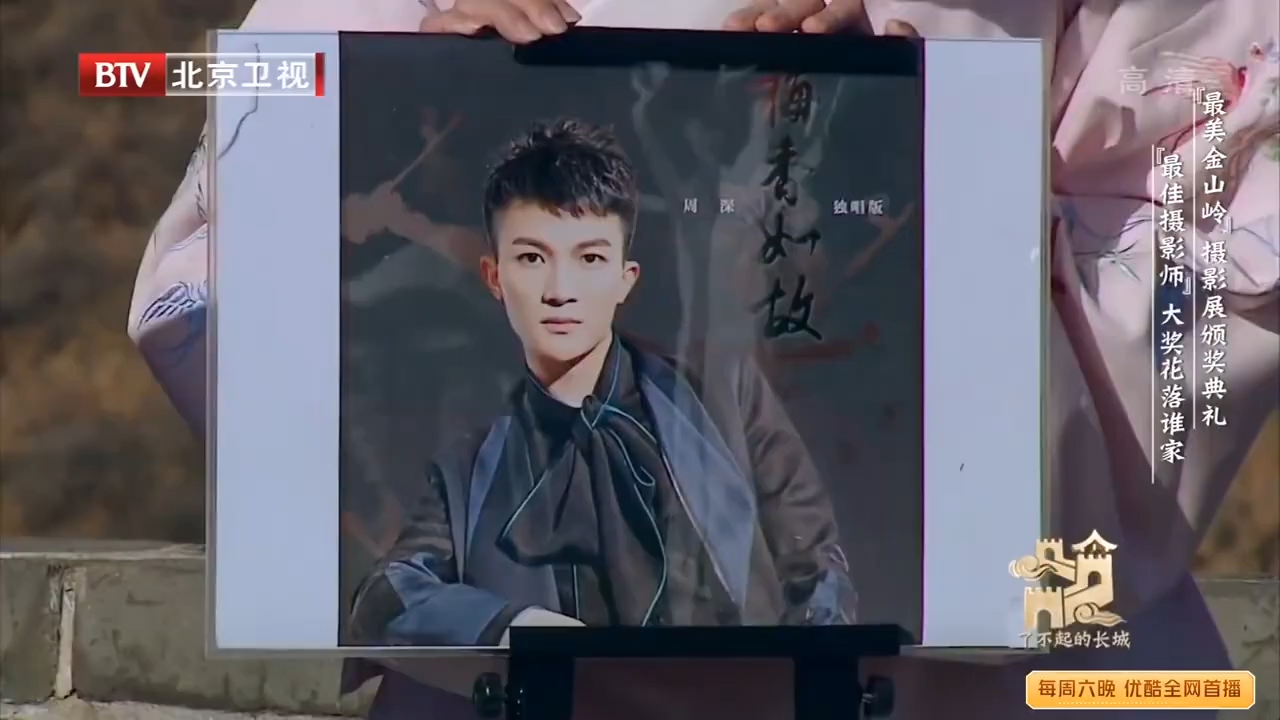 BTV 北京卫视
高清
『最美金山岭』摄影展颁奖典礼
『最佳摄影师』大奖花落谁家
香如故
周深
独唱版
了不起的长城
每周六晚 优酷全网首播